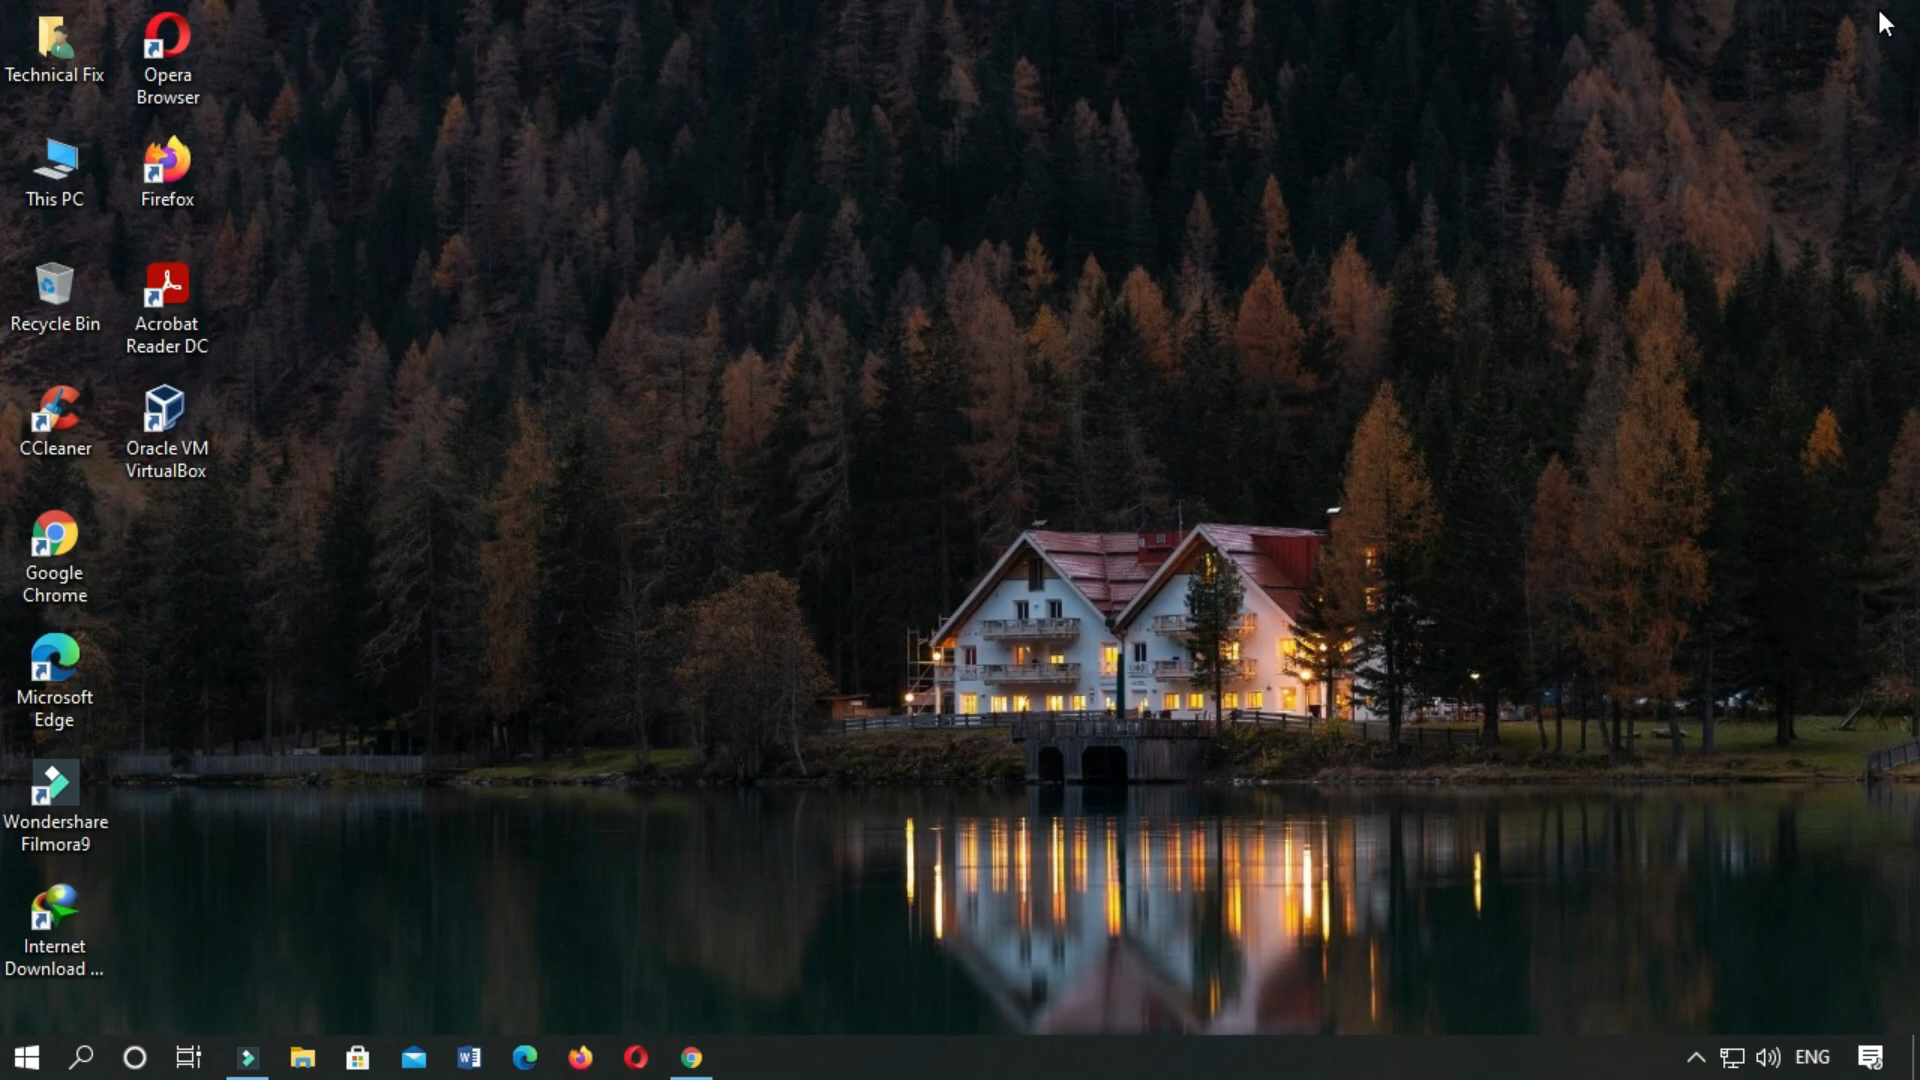 Technical Fix
Opera
Browser
This PC
Firefox
Recycle Bin
Acrobat
Reader DC
CCleaner
Oracle VM
VirtualBox
Google
Chrome
Microsoft
Edge
Wondershare
Filmora9
Internet
Download ...
ENG